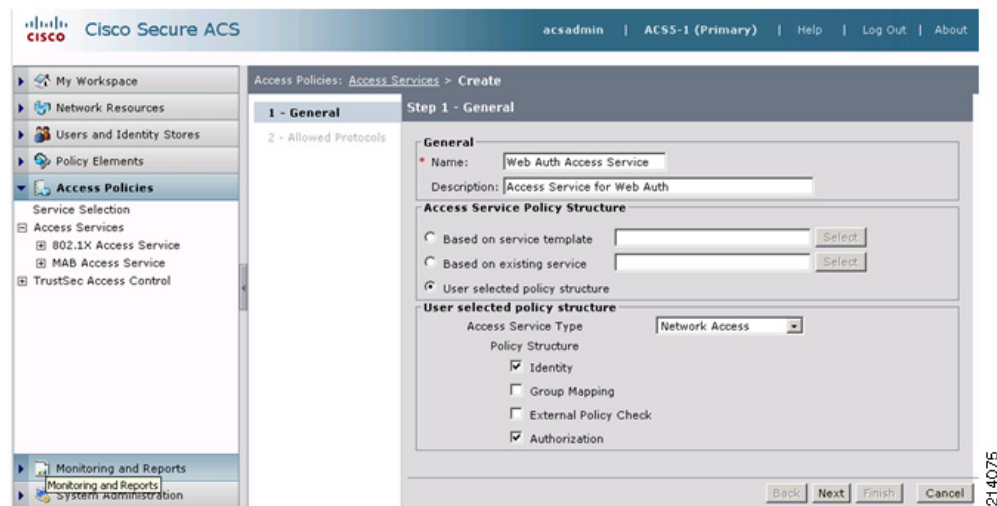 CISCO Cisco Secure ACS
acsadmin | ACS5-1 (Primary) | Help | Log Out | About
My Workspace
Network Resources
Users and Identity Stores
Policy Elements
Access Policies
Service Selection
Access Services
802.1X Access Service
MAB Access Service
TrustSec Access Control
Monitoring and Reports
Monitoring and Reports
System Administration
Access Policies: Access Services > Create
1 - General
2 - Allowed Protocols
Step 1 - General
General
* Name: Web Auth Access Service
Description: Access Service for Web Auth
Access Service Policy Structure
Based on service template Select
Based on existing service Select
User selected policy structure
User selected policy structure
Access Service Type Network Access
Policy Structure
Identity
Group Mapping
External Policy Check
Authorization
Back Next Finish Cancel
214075